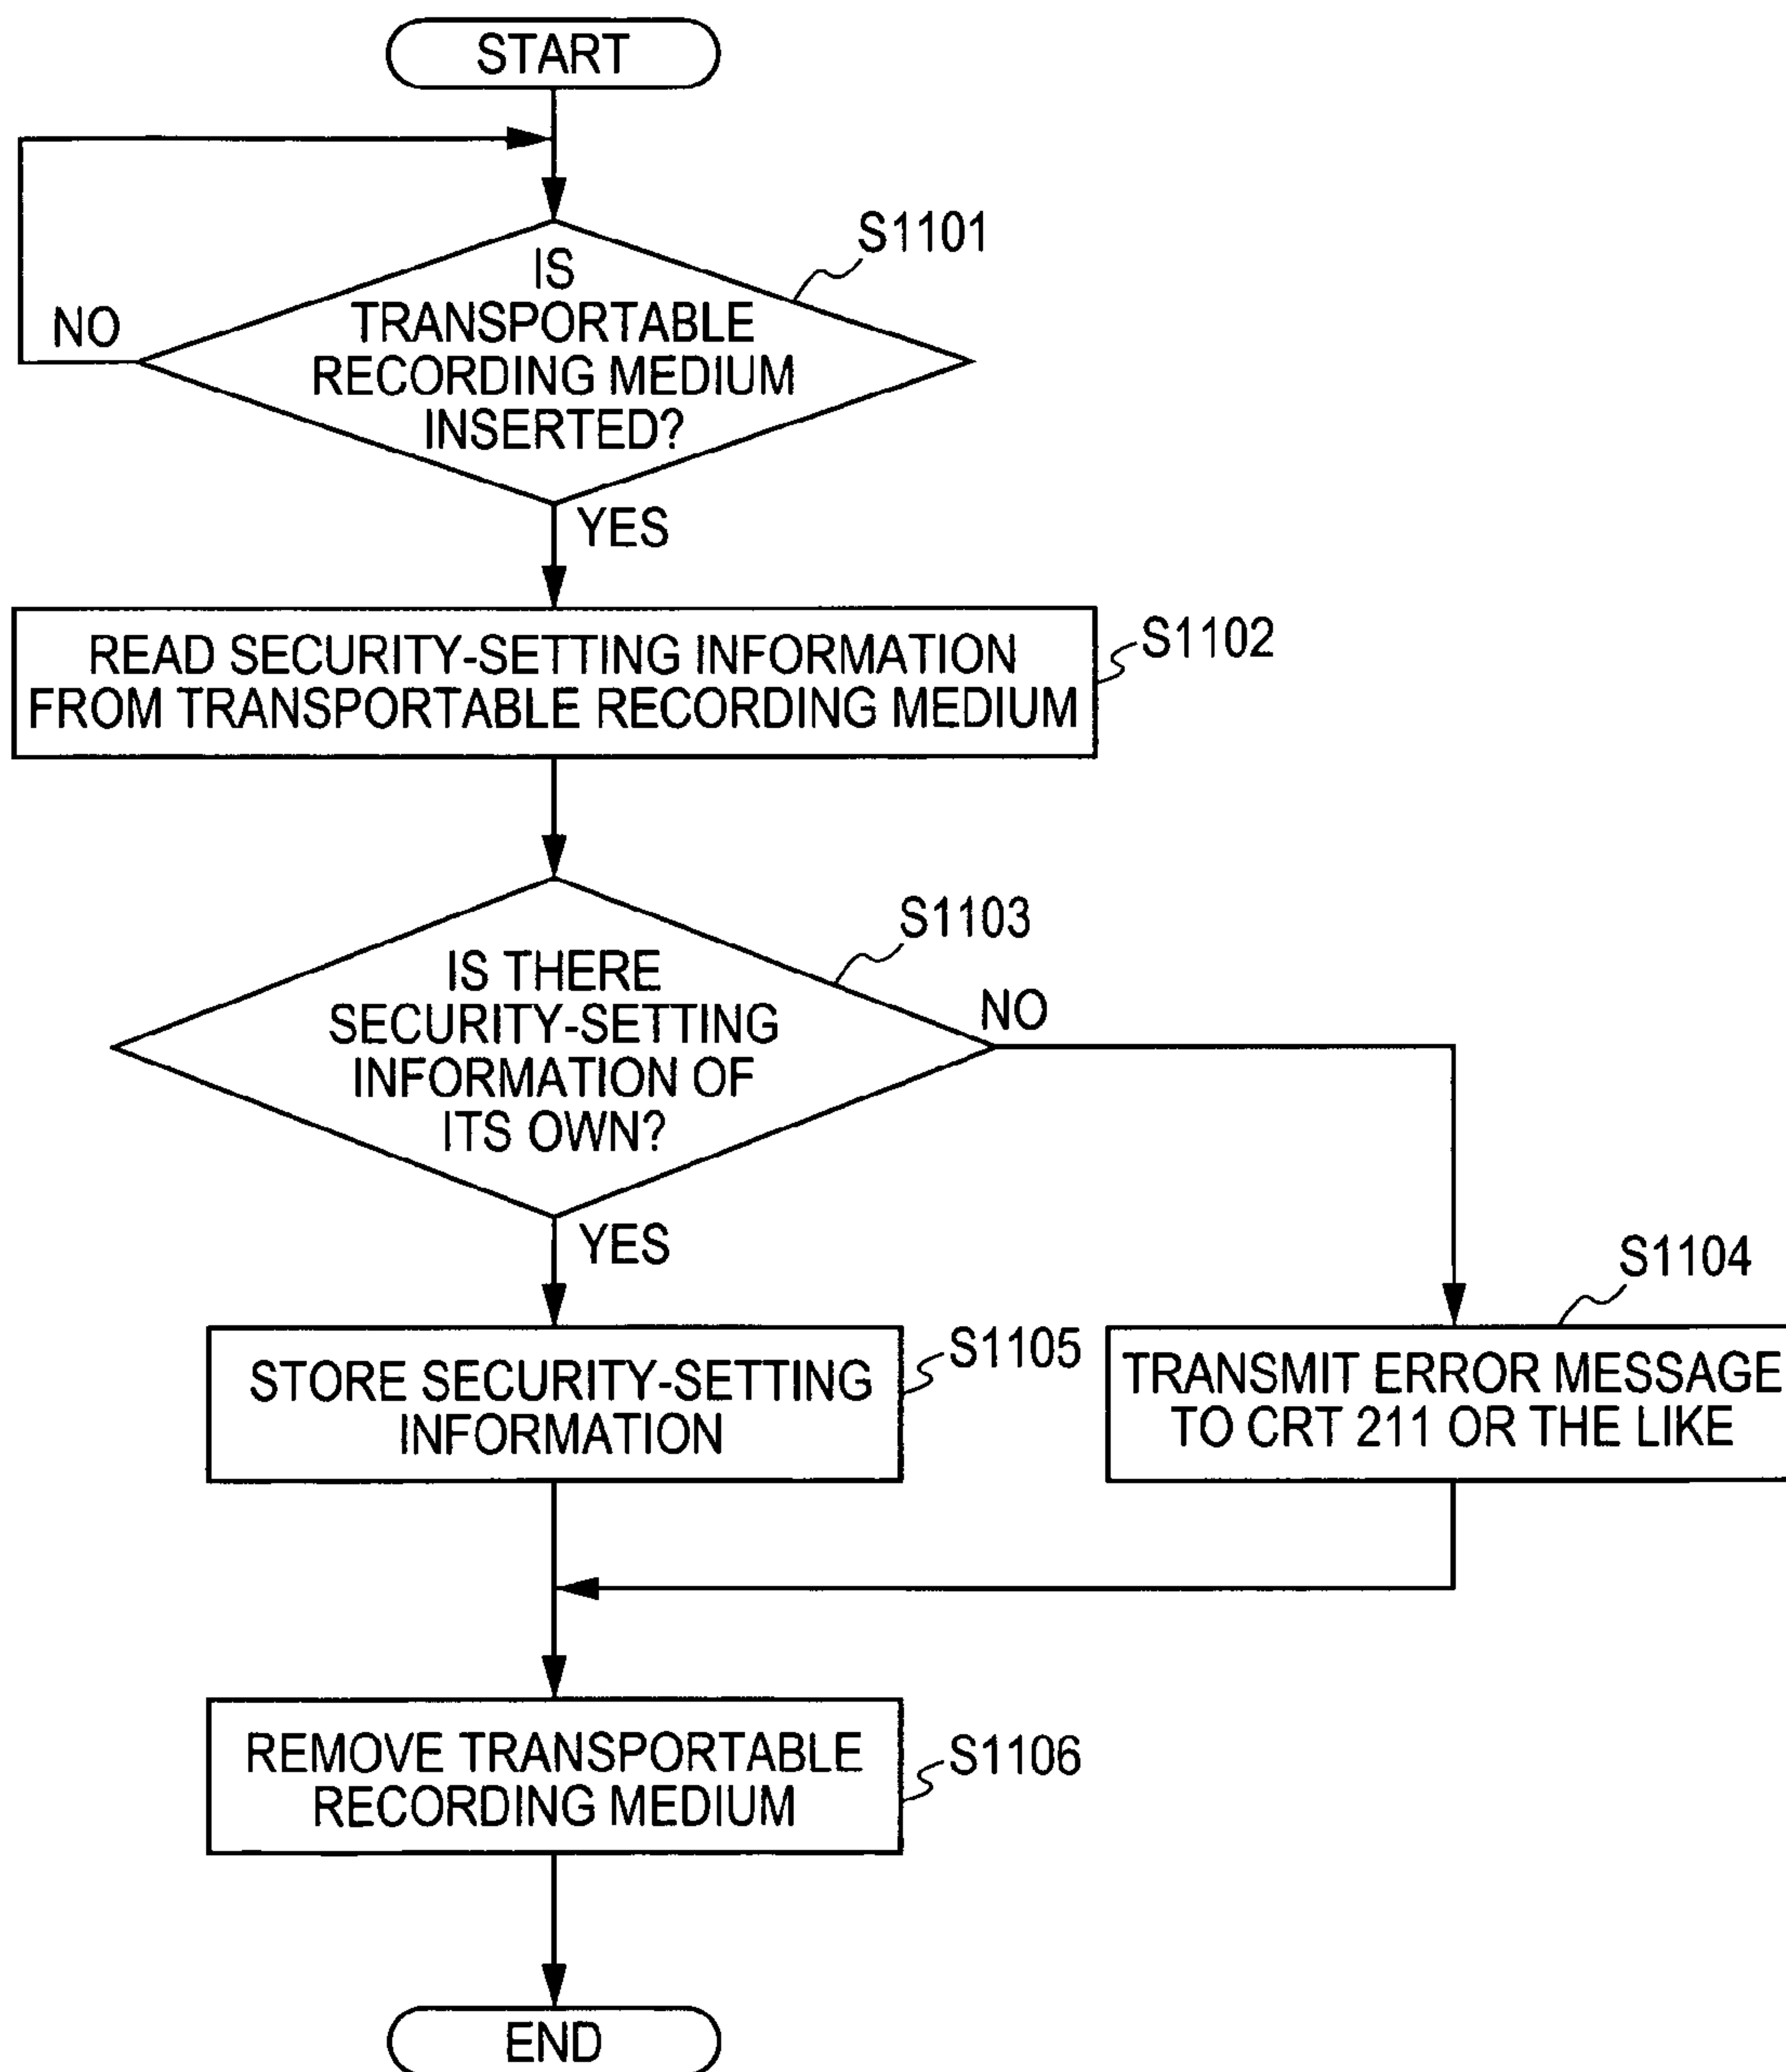 START
S1101
IS
TRANSPORTABLE
RECORDING MEDIUM
INSERTED?
NO
YES
S1102
READ SECURITY-SETTING INFORMATION
FROM TRANSPORTABLE RECORDING MEDIUM
S1103
IS THERE
SECURITY-SETTING
INFORMATION OF
ITS OWN?
NO
YES
S1104
S1105
STORE SECURITY-SETTING
INFORMATION
TRANSMIT ERROR MESSAGE
TO CRT 211 OR THE LIKE
S1106
REMOVE TRANSPORTABLE
RECORDING MEDIUM
END